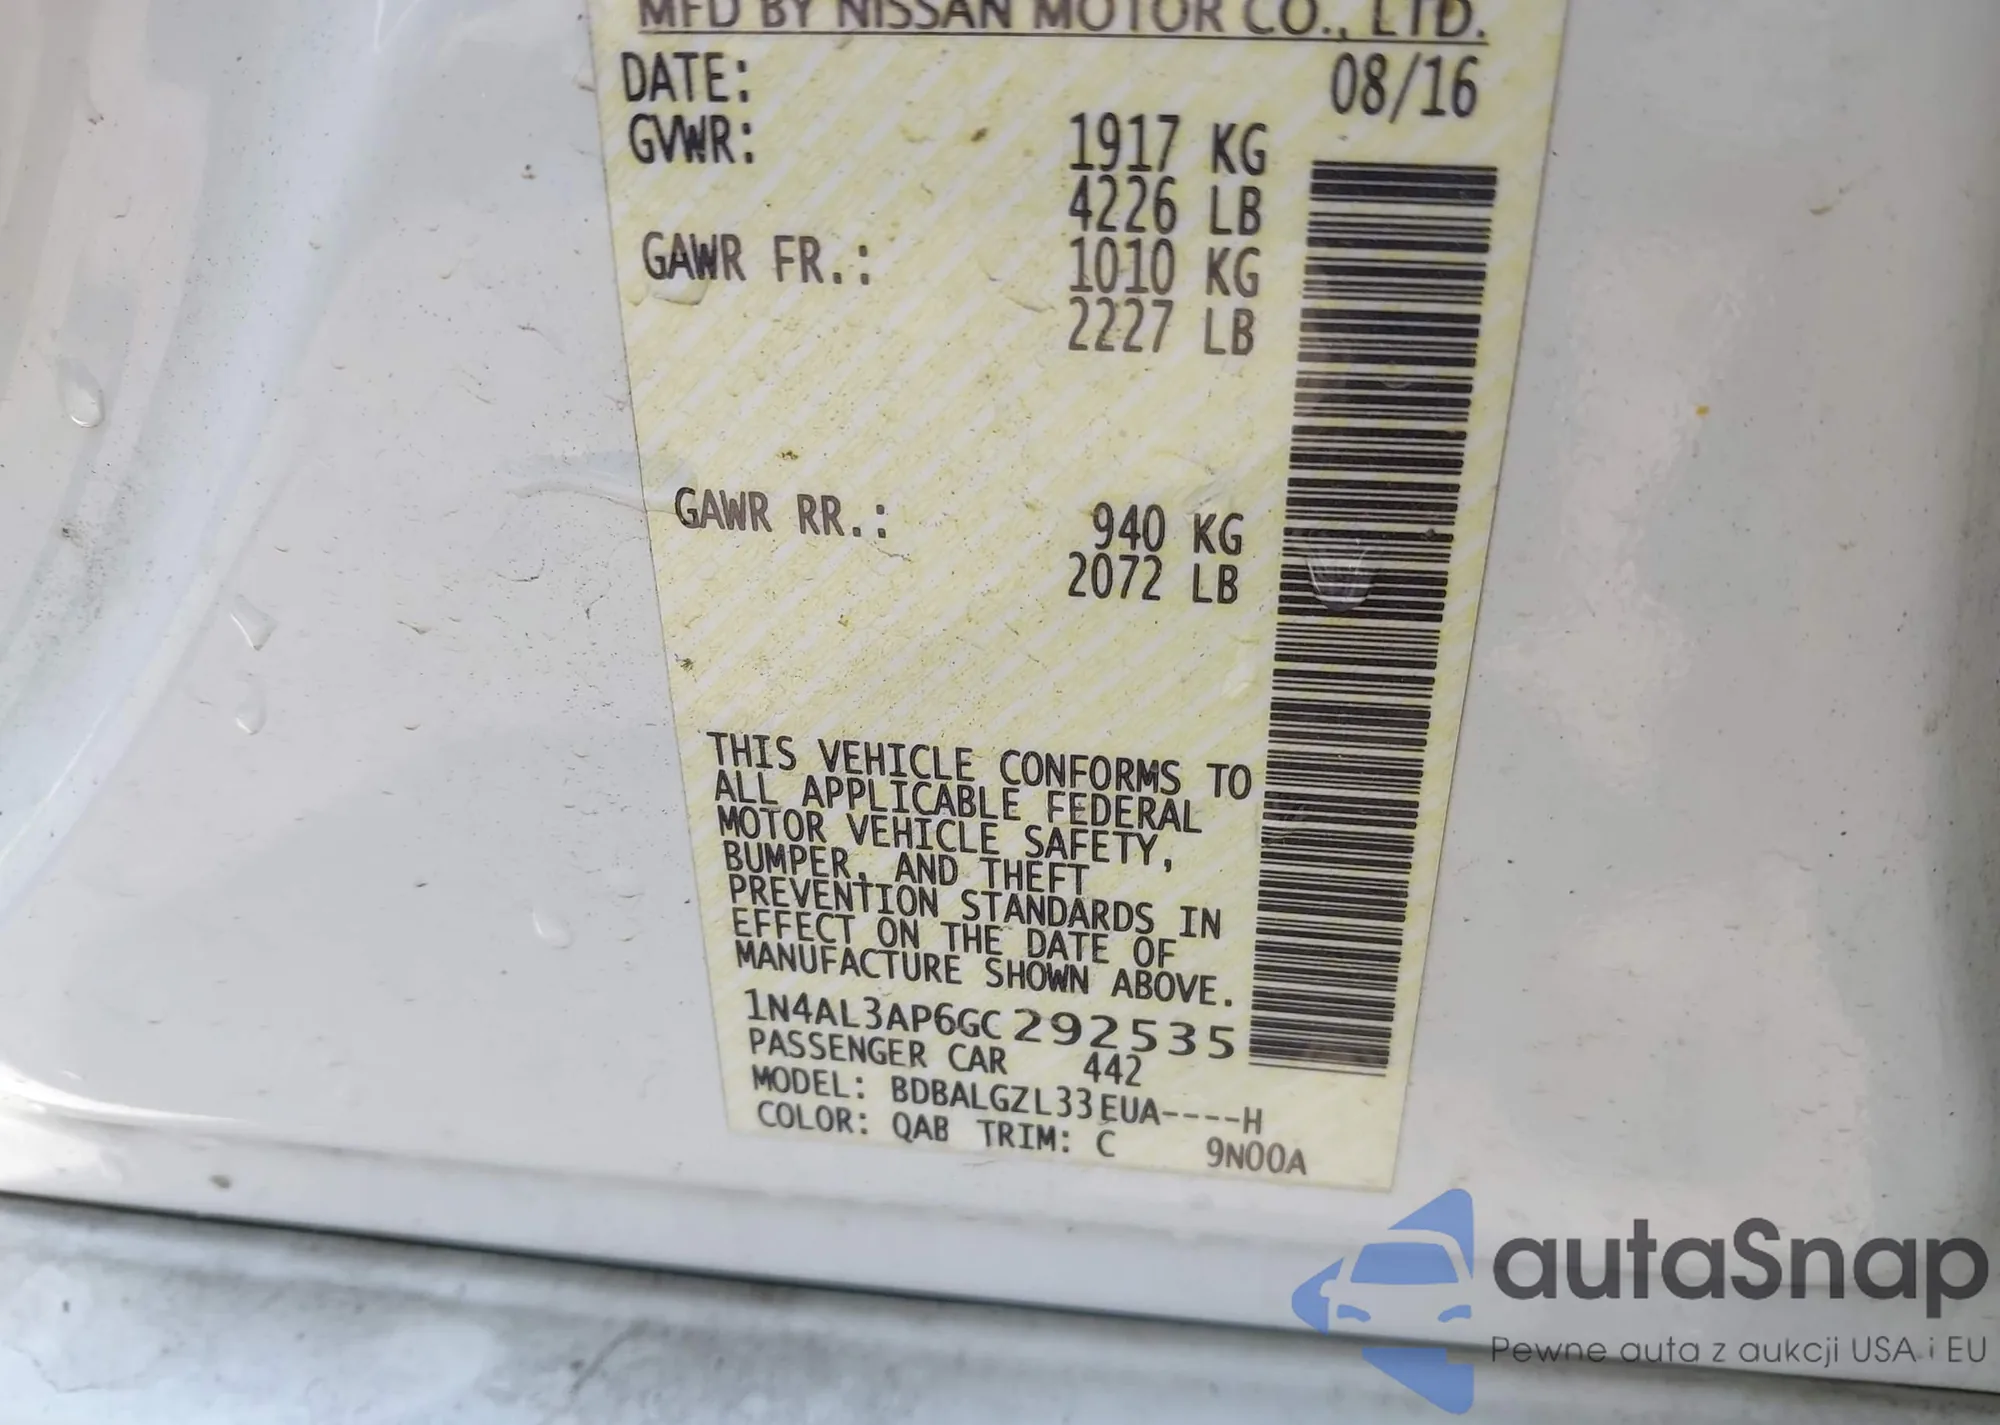 MFD BY NISSAN MOTOR CO., LTD.
DATE: 08/16
GVWR: 1917 KG
4226 LB
GAWR FR.: 1010 KG
2227 LB
GAWR RR.: 940 KG
2072 LB
THIS VEHICLE CONFORMS TO
ALL APPLICABLE FEDERAL
MOTOR VEHICLE SAFETY,
BUMPER, AND THEFT
PREVENTION STANDARDS IN
EFFECT ON THE DATE OF
MANUFACTURE SHOWN ABOVE.
1N4AL3AP6GC292535
PASSENGER CAR 442
MODEL: BDBALGZL33EUA----H
COLOR: QAB TRIM: C 9N00A
autaSnap
Pewne auta z aukcji USA i EU